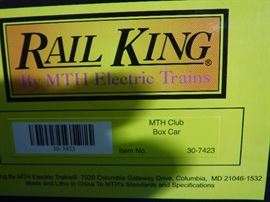 RAIL KING®
By MTH Electric Trains
MTH Club
Box Car
30-7423
Item No. 30-7423
By MTH Electric Trains® 7020 Columbia Gateway Drive, Columbia, MD 21046-1532
Made and Litho in China To MTH's Standards and Specifications